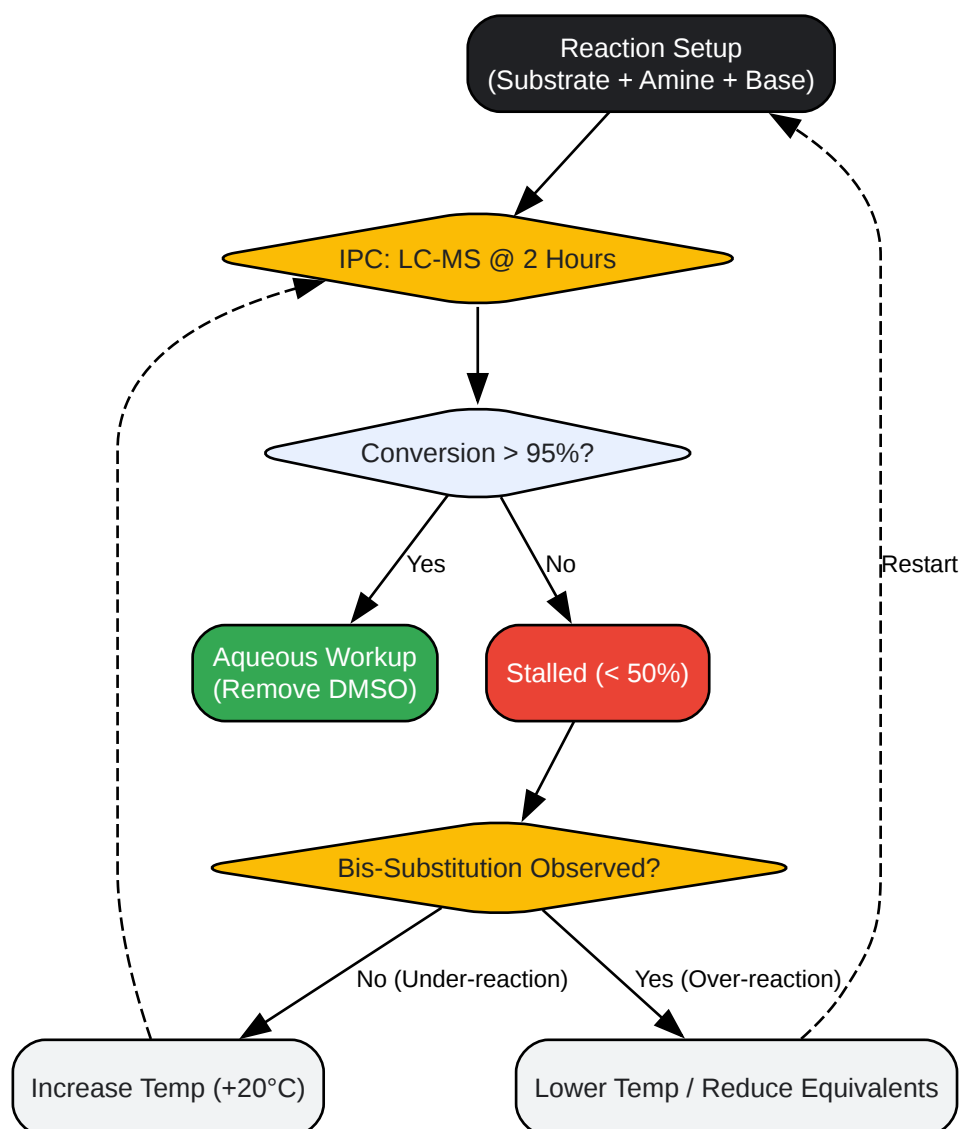 Reaction Setup
(Substrate + Amine + Base)
IPC: LC-MS @ 2 Hours
Conversion > 95%?
Yes
No
Restart
Aqueous Workup
(Remove DMSO)
Stalled (< 50%)
Bis-Substitution Observed?
No (Under-reaction)
Yes (Over-reaction)
Increase Temp (+20°C)
Lower Temp / Reduce Equivalents